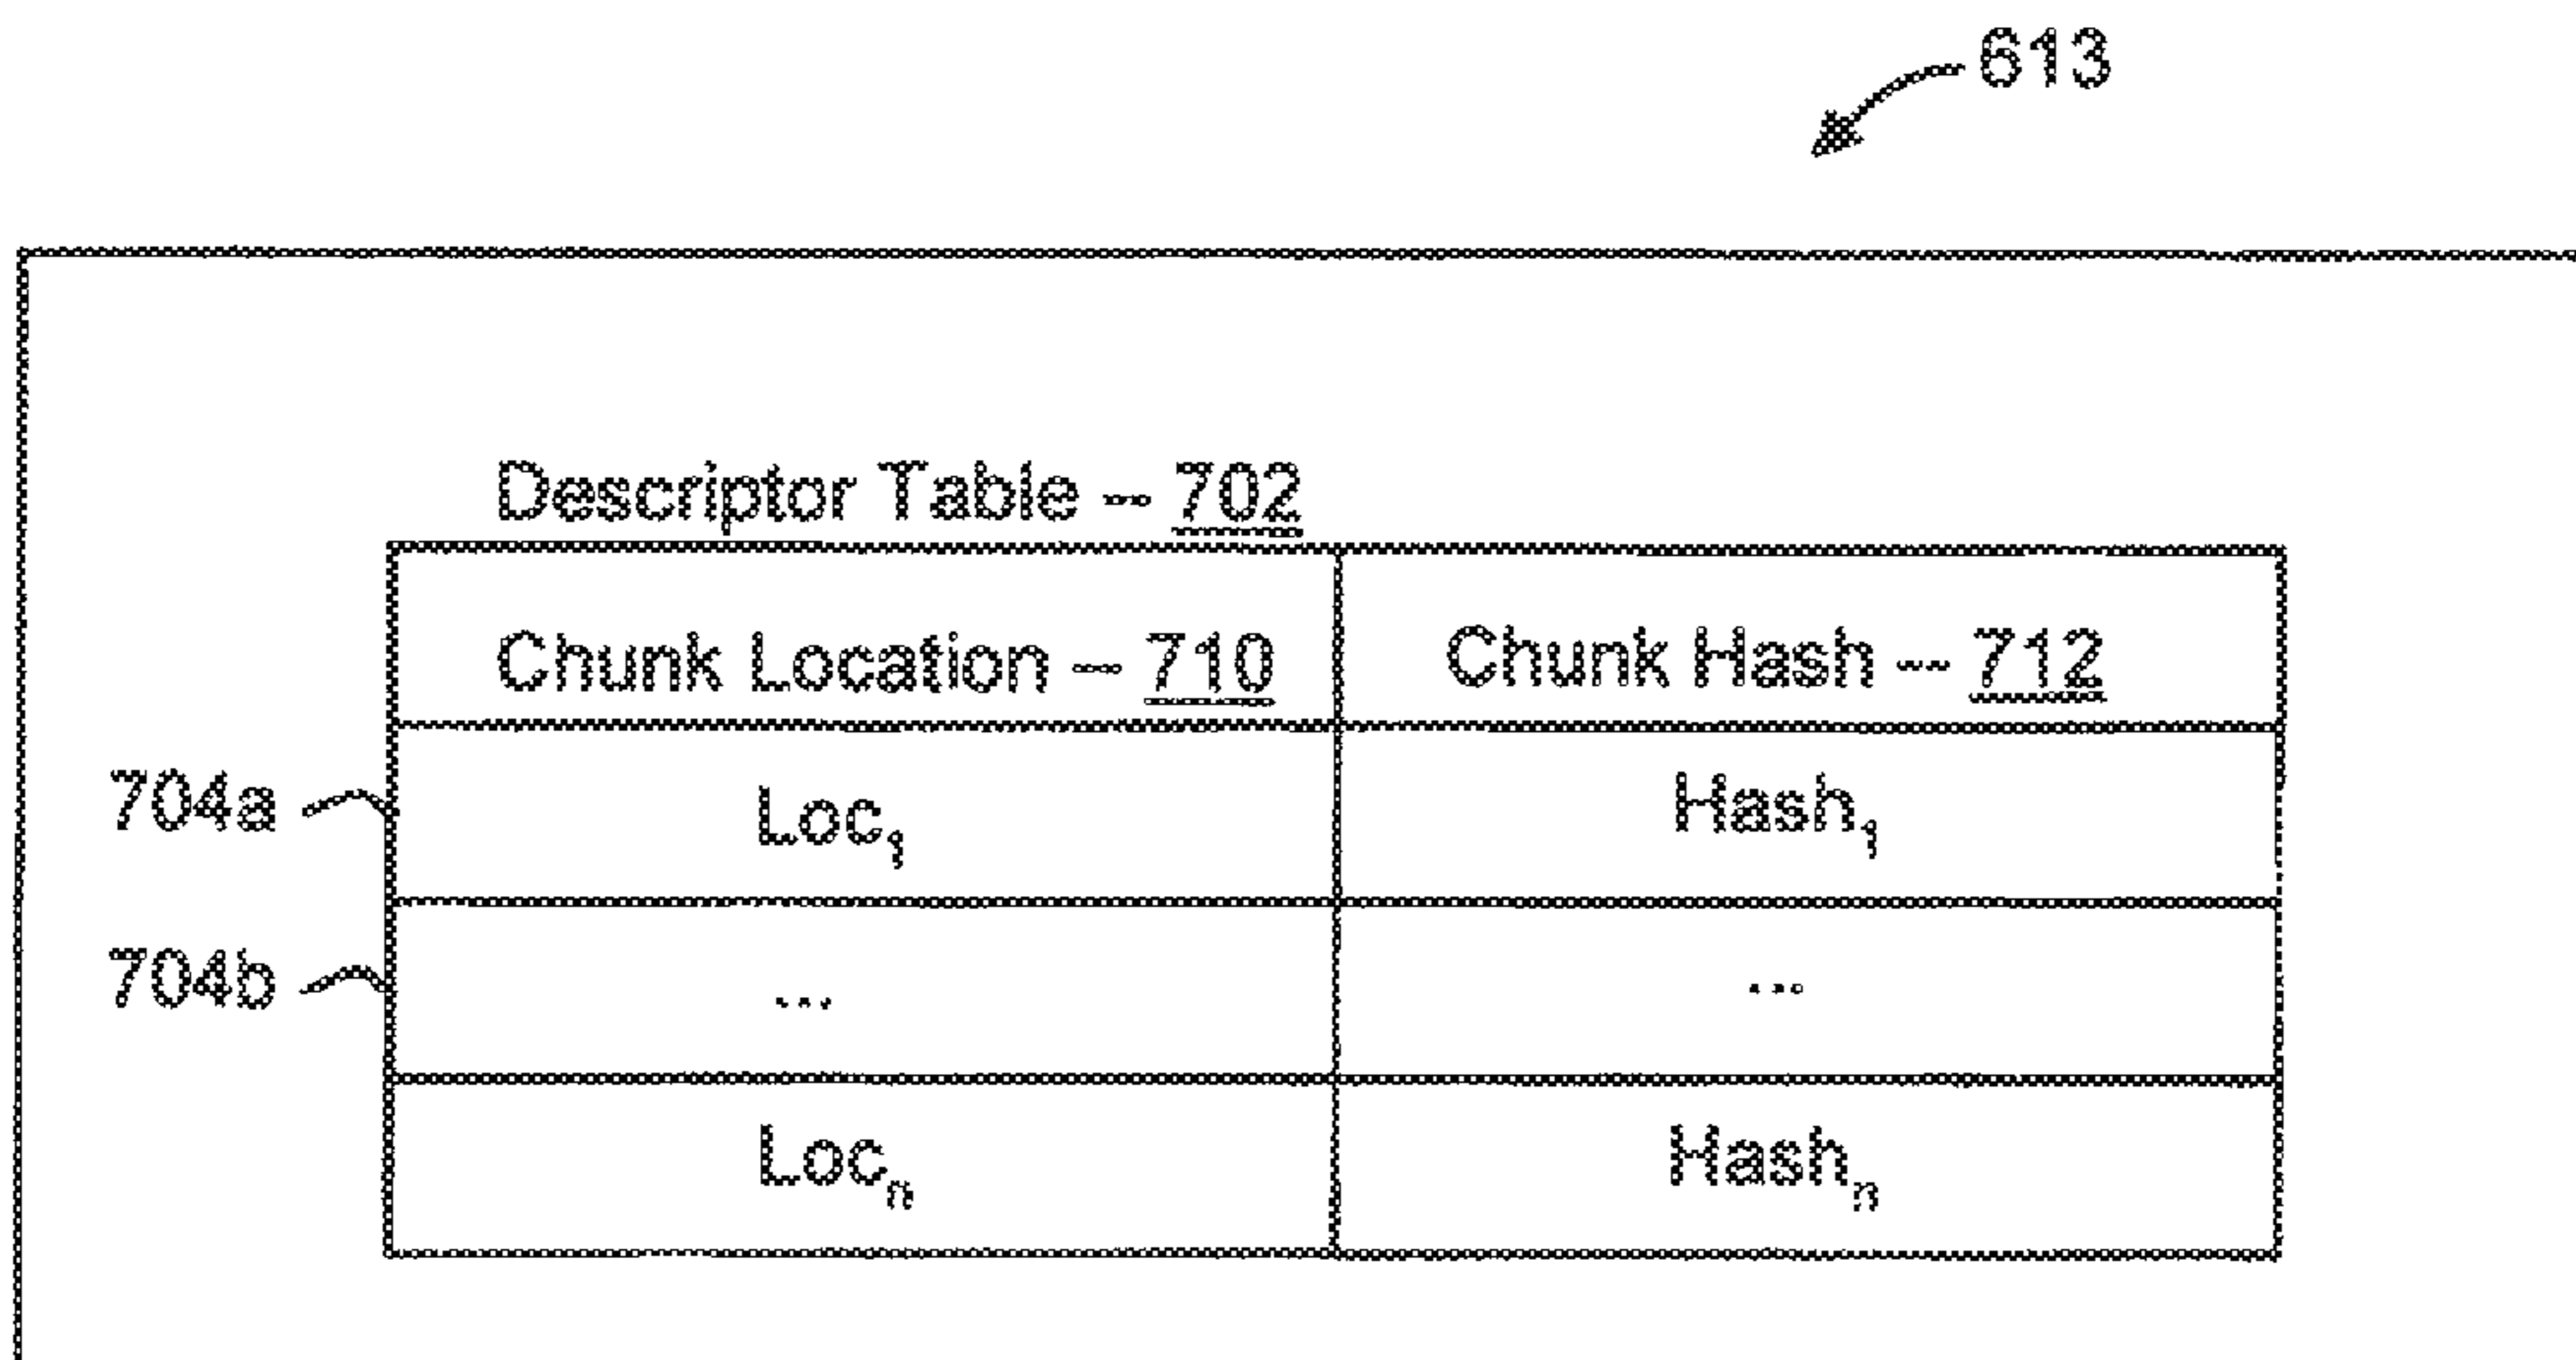 613
Descriptor Table -- 702
Chunk Location -- 710 Chunk Hash -- 712
704a Loc₁ Hash₁
704b ... ...
Locₙ Hashₙ